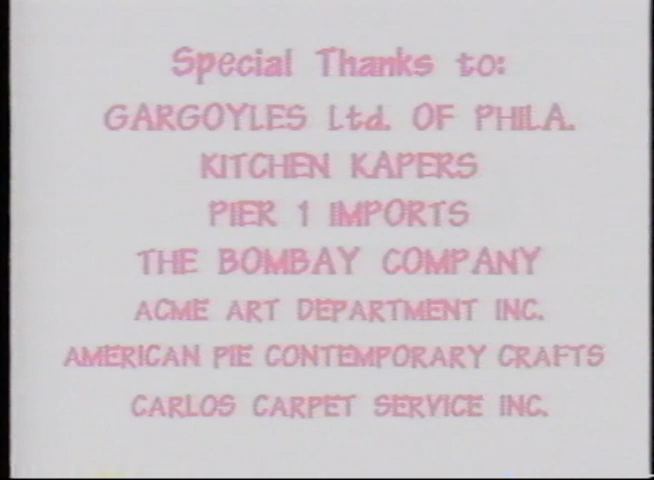 Special Thanks to:
GARGOYLES Ltd. OF PHILA.
KITCHEN KAPERS
PIER 1 IMPORTS
THE BOMBAY COMPANY
ACME ART DEPARTMENT INC.
AMERICAN PIE CONTEMPORARY CRAFTS
CARLOS CARPET SERVICE INC.